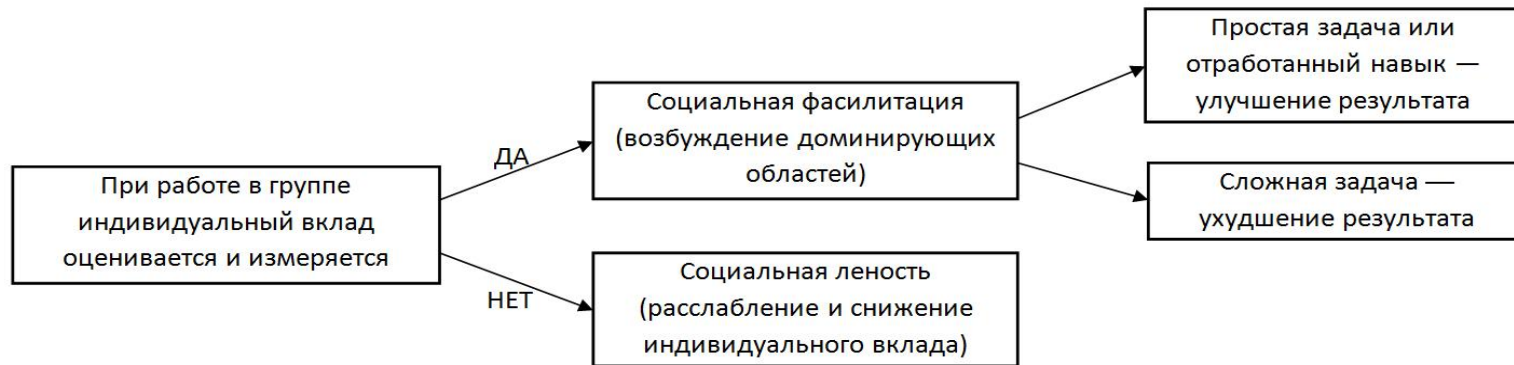 При работе в группе
индивидуальный вклад
оценивается и измеряется
ДА
НЕТ
Социальная фасилитация
(возбуждение доминирующих
областей)
Социальная леность
(расслабление и снижение
индивидуального вклада)
Простая задача или
отработанный навык —
улучшение результата
Сложная задача —
ухудшение результата